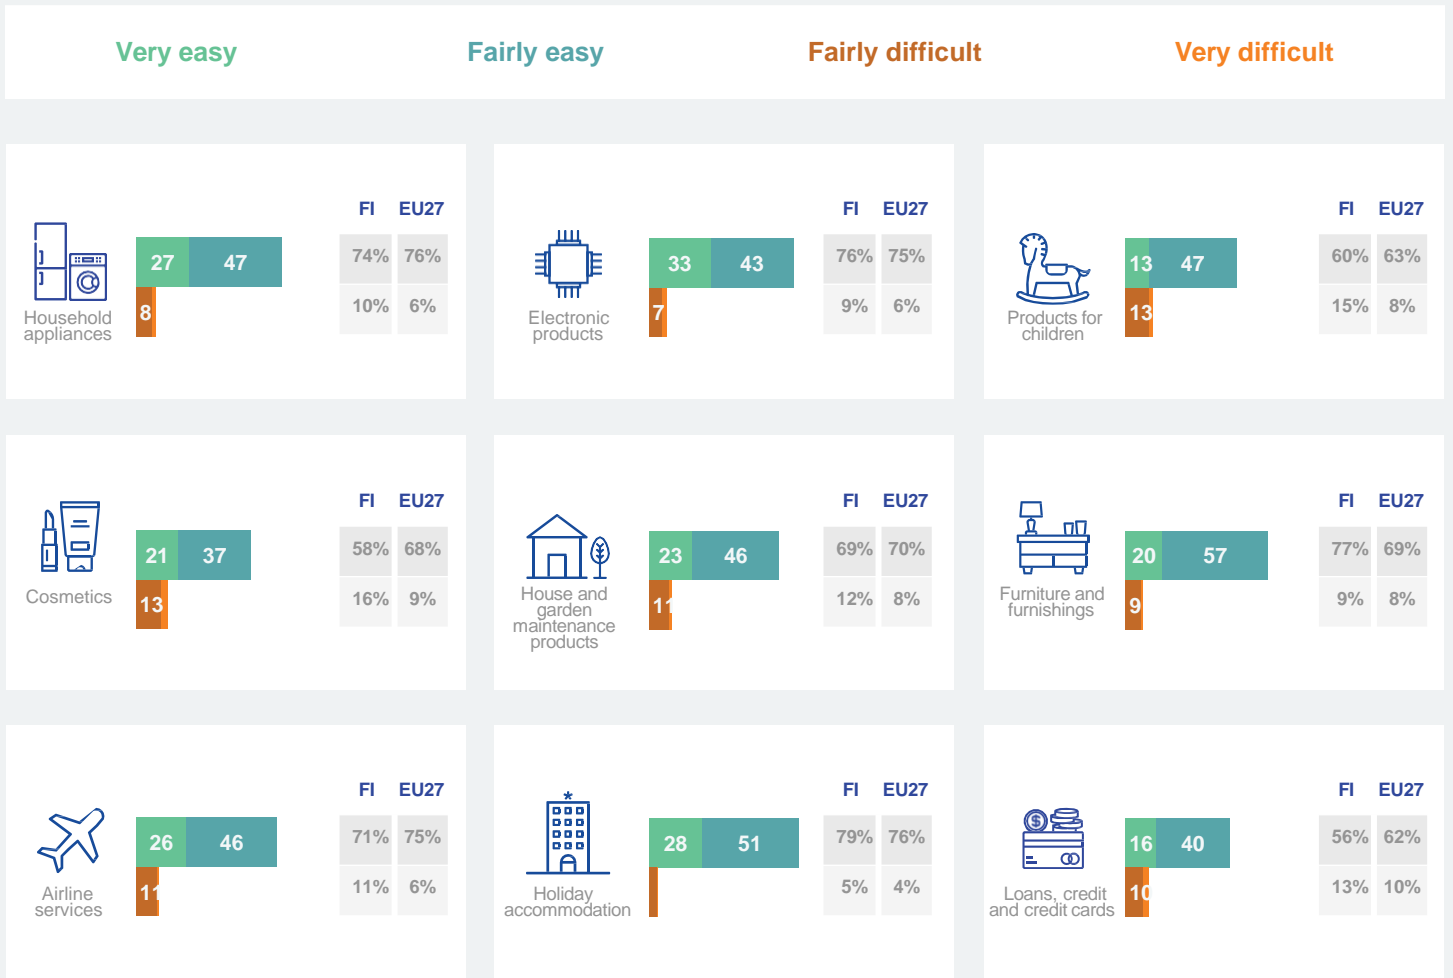 Very easy Fairly easy Fairly difficult Very difficult
FI EU27
27 47 74% 76%
8 10% 6%
Household
appliances
FI EU27
33 43 76% 75%
7 9% 6%
Electronic
products
FI EU27
13 47 60% 63%
13 15% 8%
Products for
children
FI EU27
21 37 58% 68%
13 16% 9%
Cosmetics
FI EU27
23 46 69% 70%
11 12% 8%
House and
garden
maintenance
products
FI EU27
20 57 77% 69%
9 9% 8%
Furniture and
furnishings
FI EU27
26 46 71% 75%
11 11% 6%
Airline
services
FI EU27
28 51 79% 76%
5% 4%
Holiday
accommodation
FI EU27
$
16 40 56% 62%
10 13% 10%
Loans, credit
and credit cards